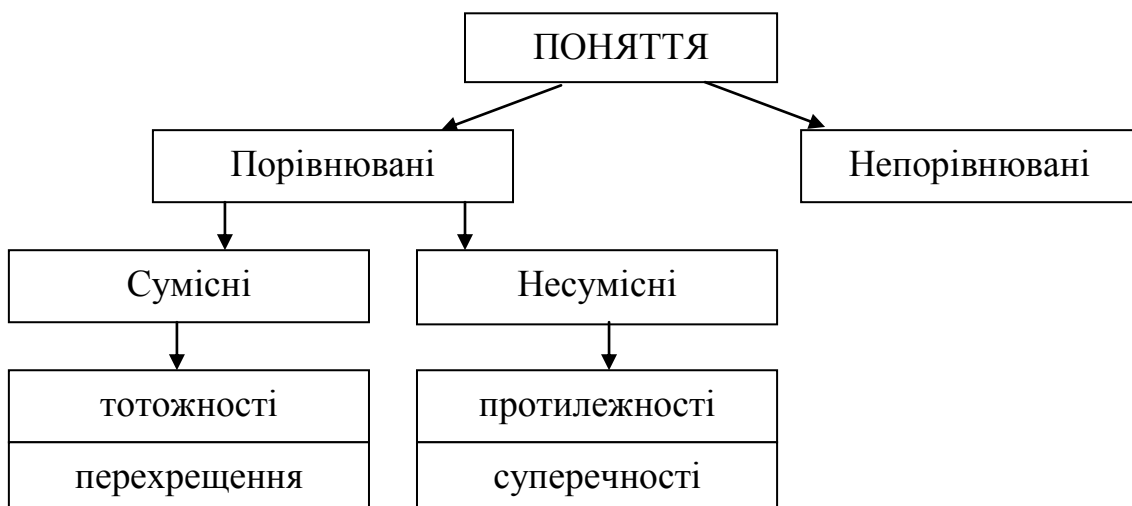 ПОНЯТТЯ
Порівнювані
Непорівнювані
Сумісні
Несумісні
тотожності
протилежності
перехрещення
суперечності